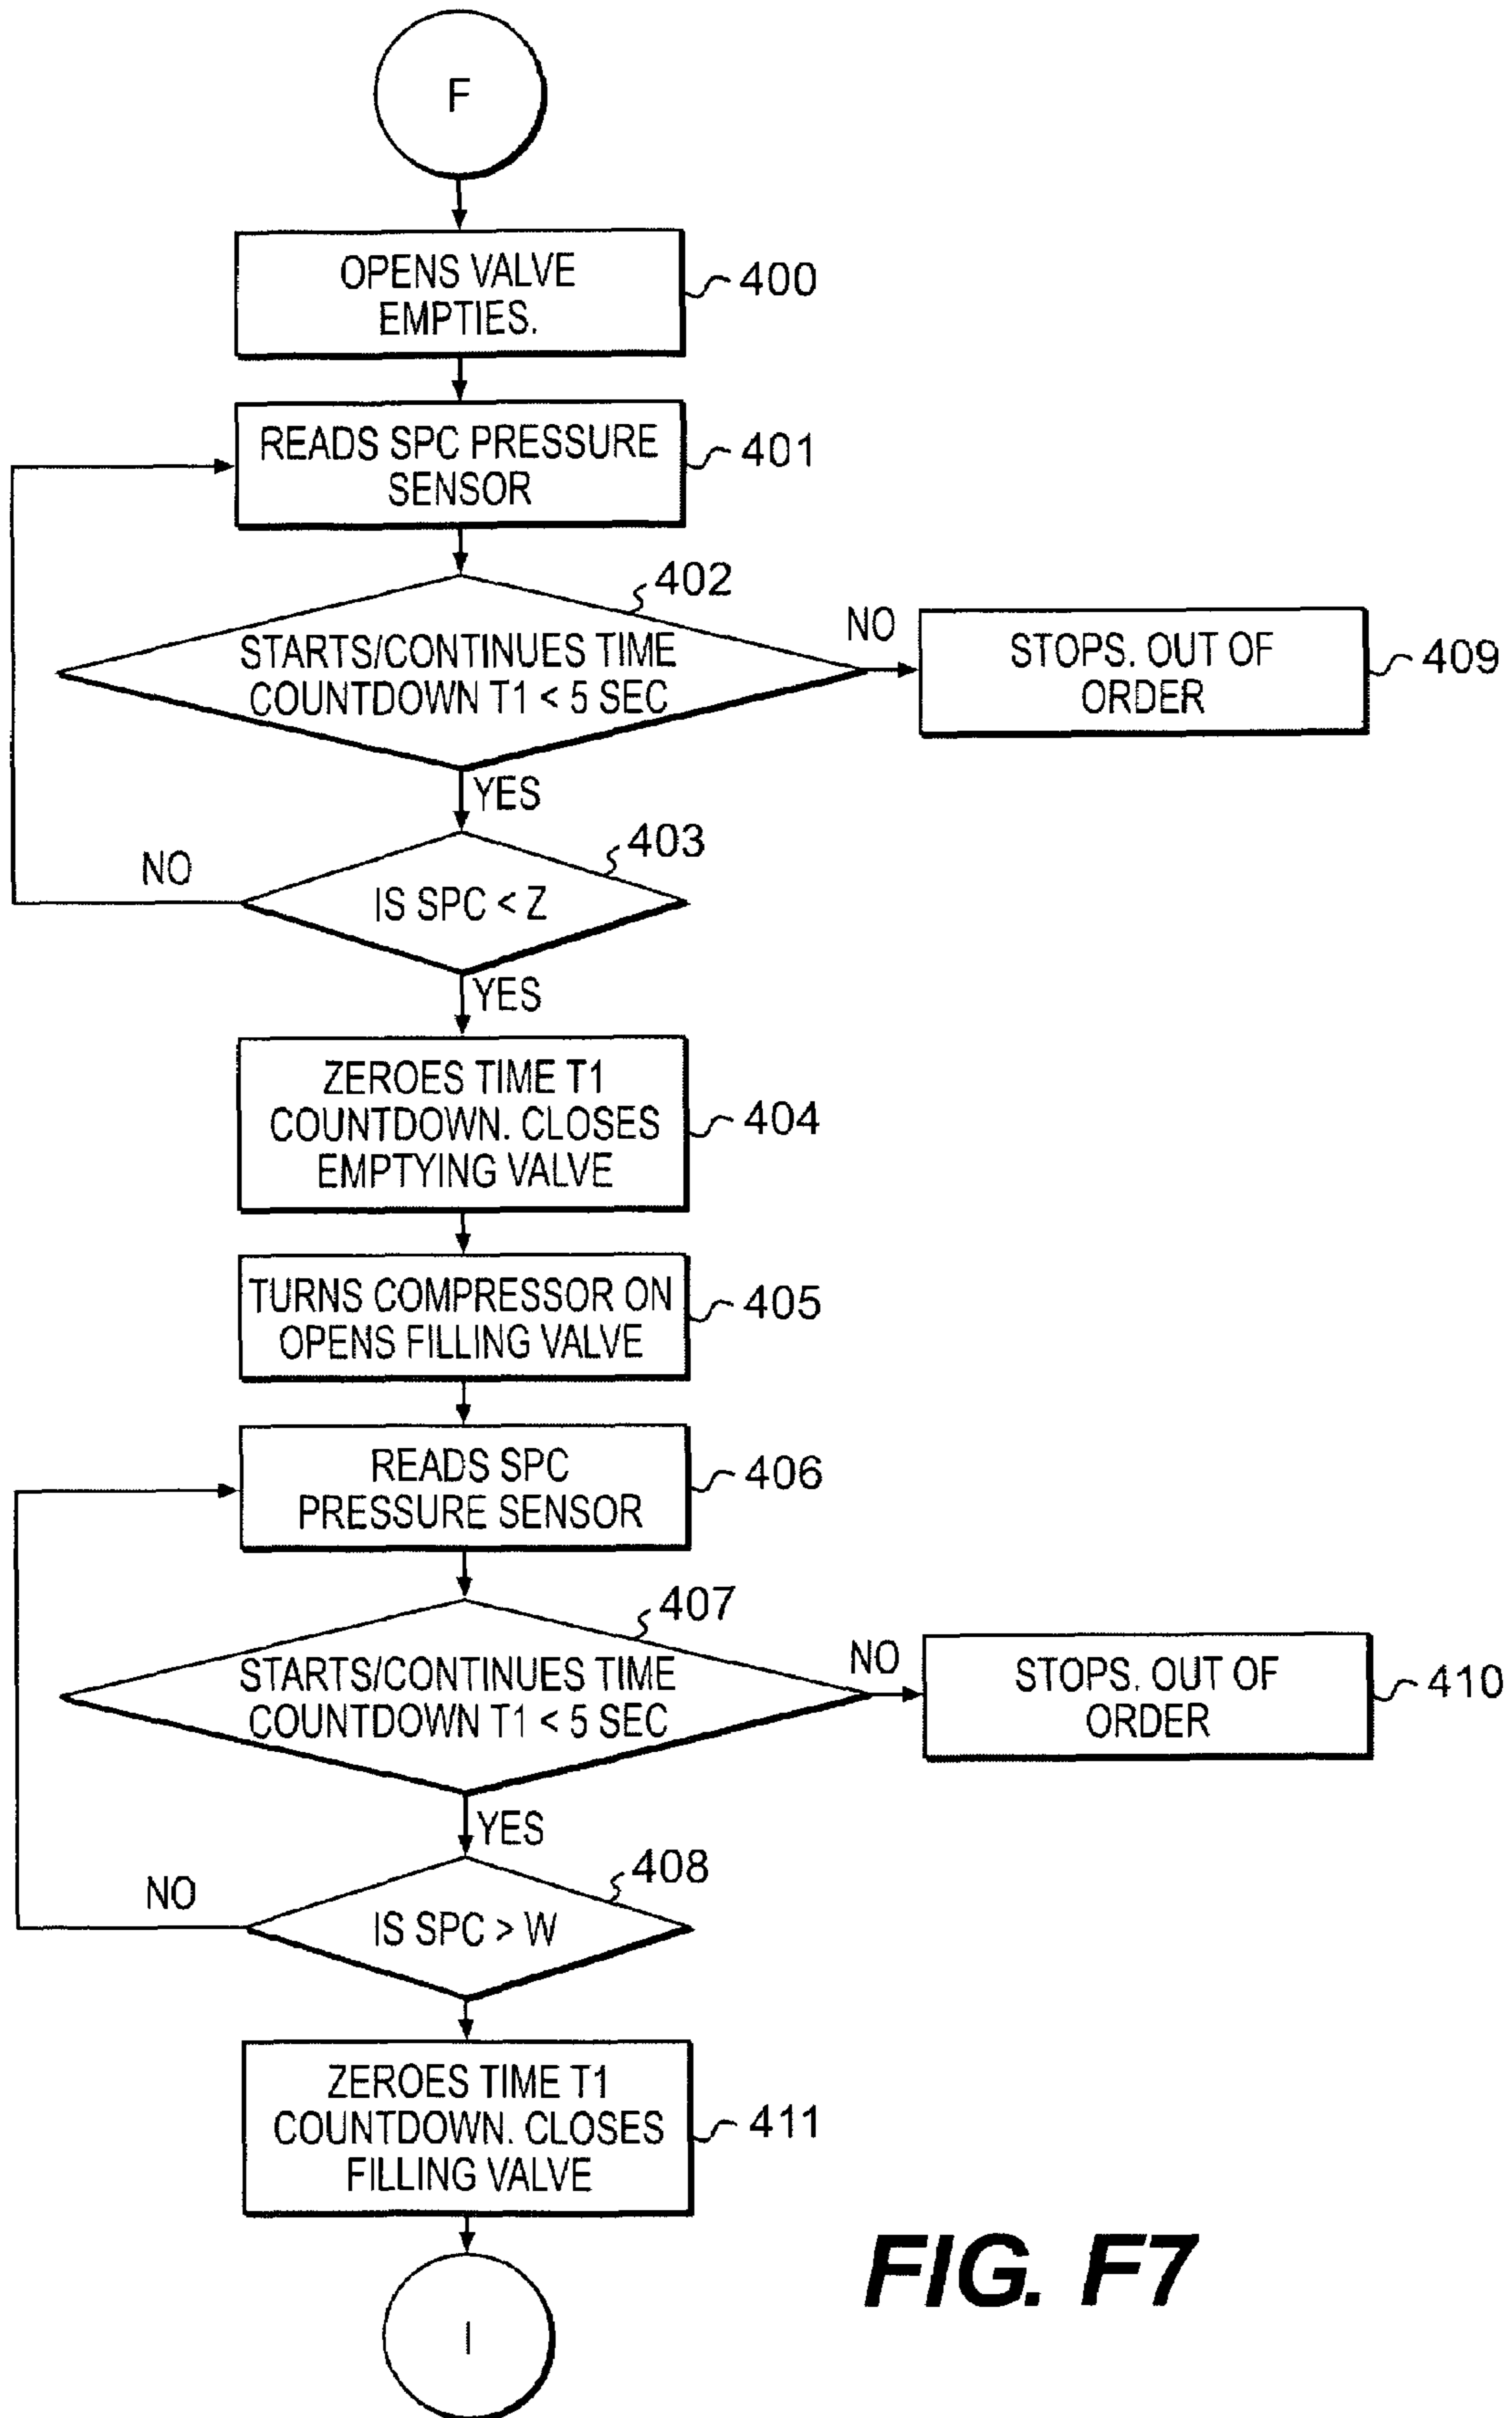 F
OPENS VALVE
EMPTIES.
400
READS SPC PRESSURE
SENSOR
401
402
STARTS/CONTINUES TIME
COUNTDOWN T1 < 5 SEC
NO
STOPS. OUT OF
ORDER
409
YES
403
NO
IS SPC < Z
YES
ZEROES TIME T1
COUNTDOWN. CLOSES
EMPTYING VALVE
404
TURNS COMPRESSOR ON
OPENS FILLING VALVE
405
READS SPC
PRESSURE SENSOR
406
407
STARTS/CONTINUES TIME
COUNTDOWN T1 < 5 SEC
NO
STOPS. OUT OF
ORDER
410
YES
408
NO
IS SPC > W
ZEROES TIME T1
COUNTDOWN. CLOSES
FILLING VALVE
411
I
FIG. F7